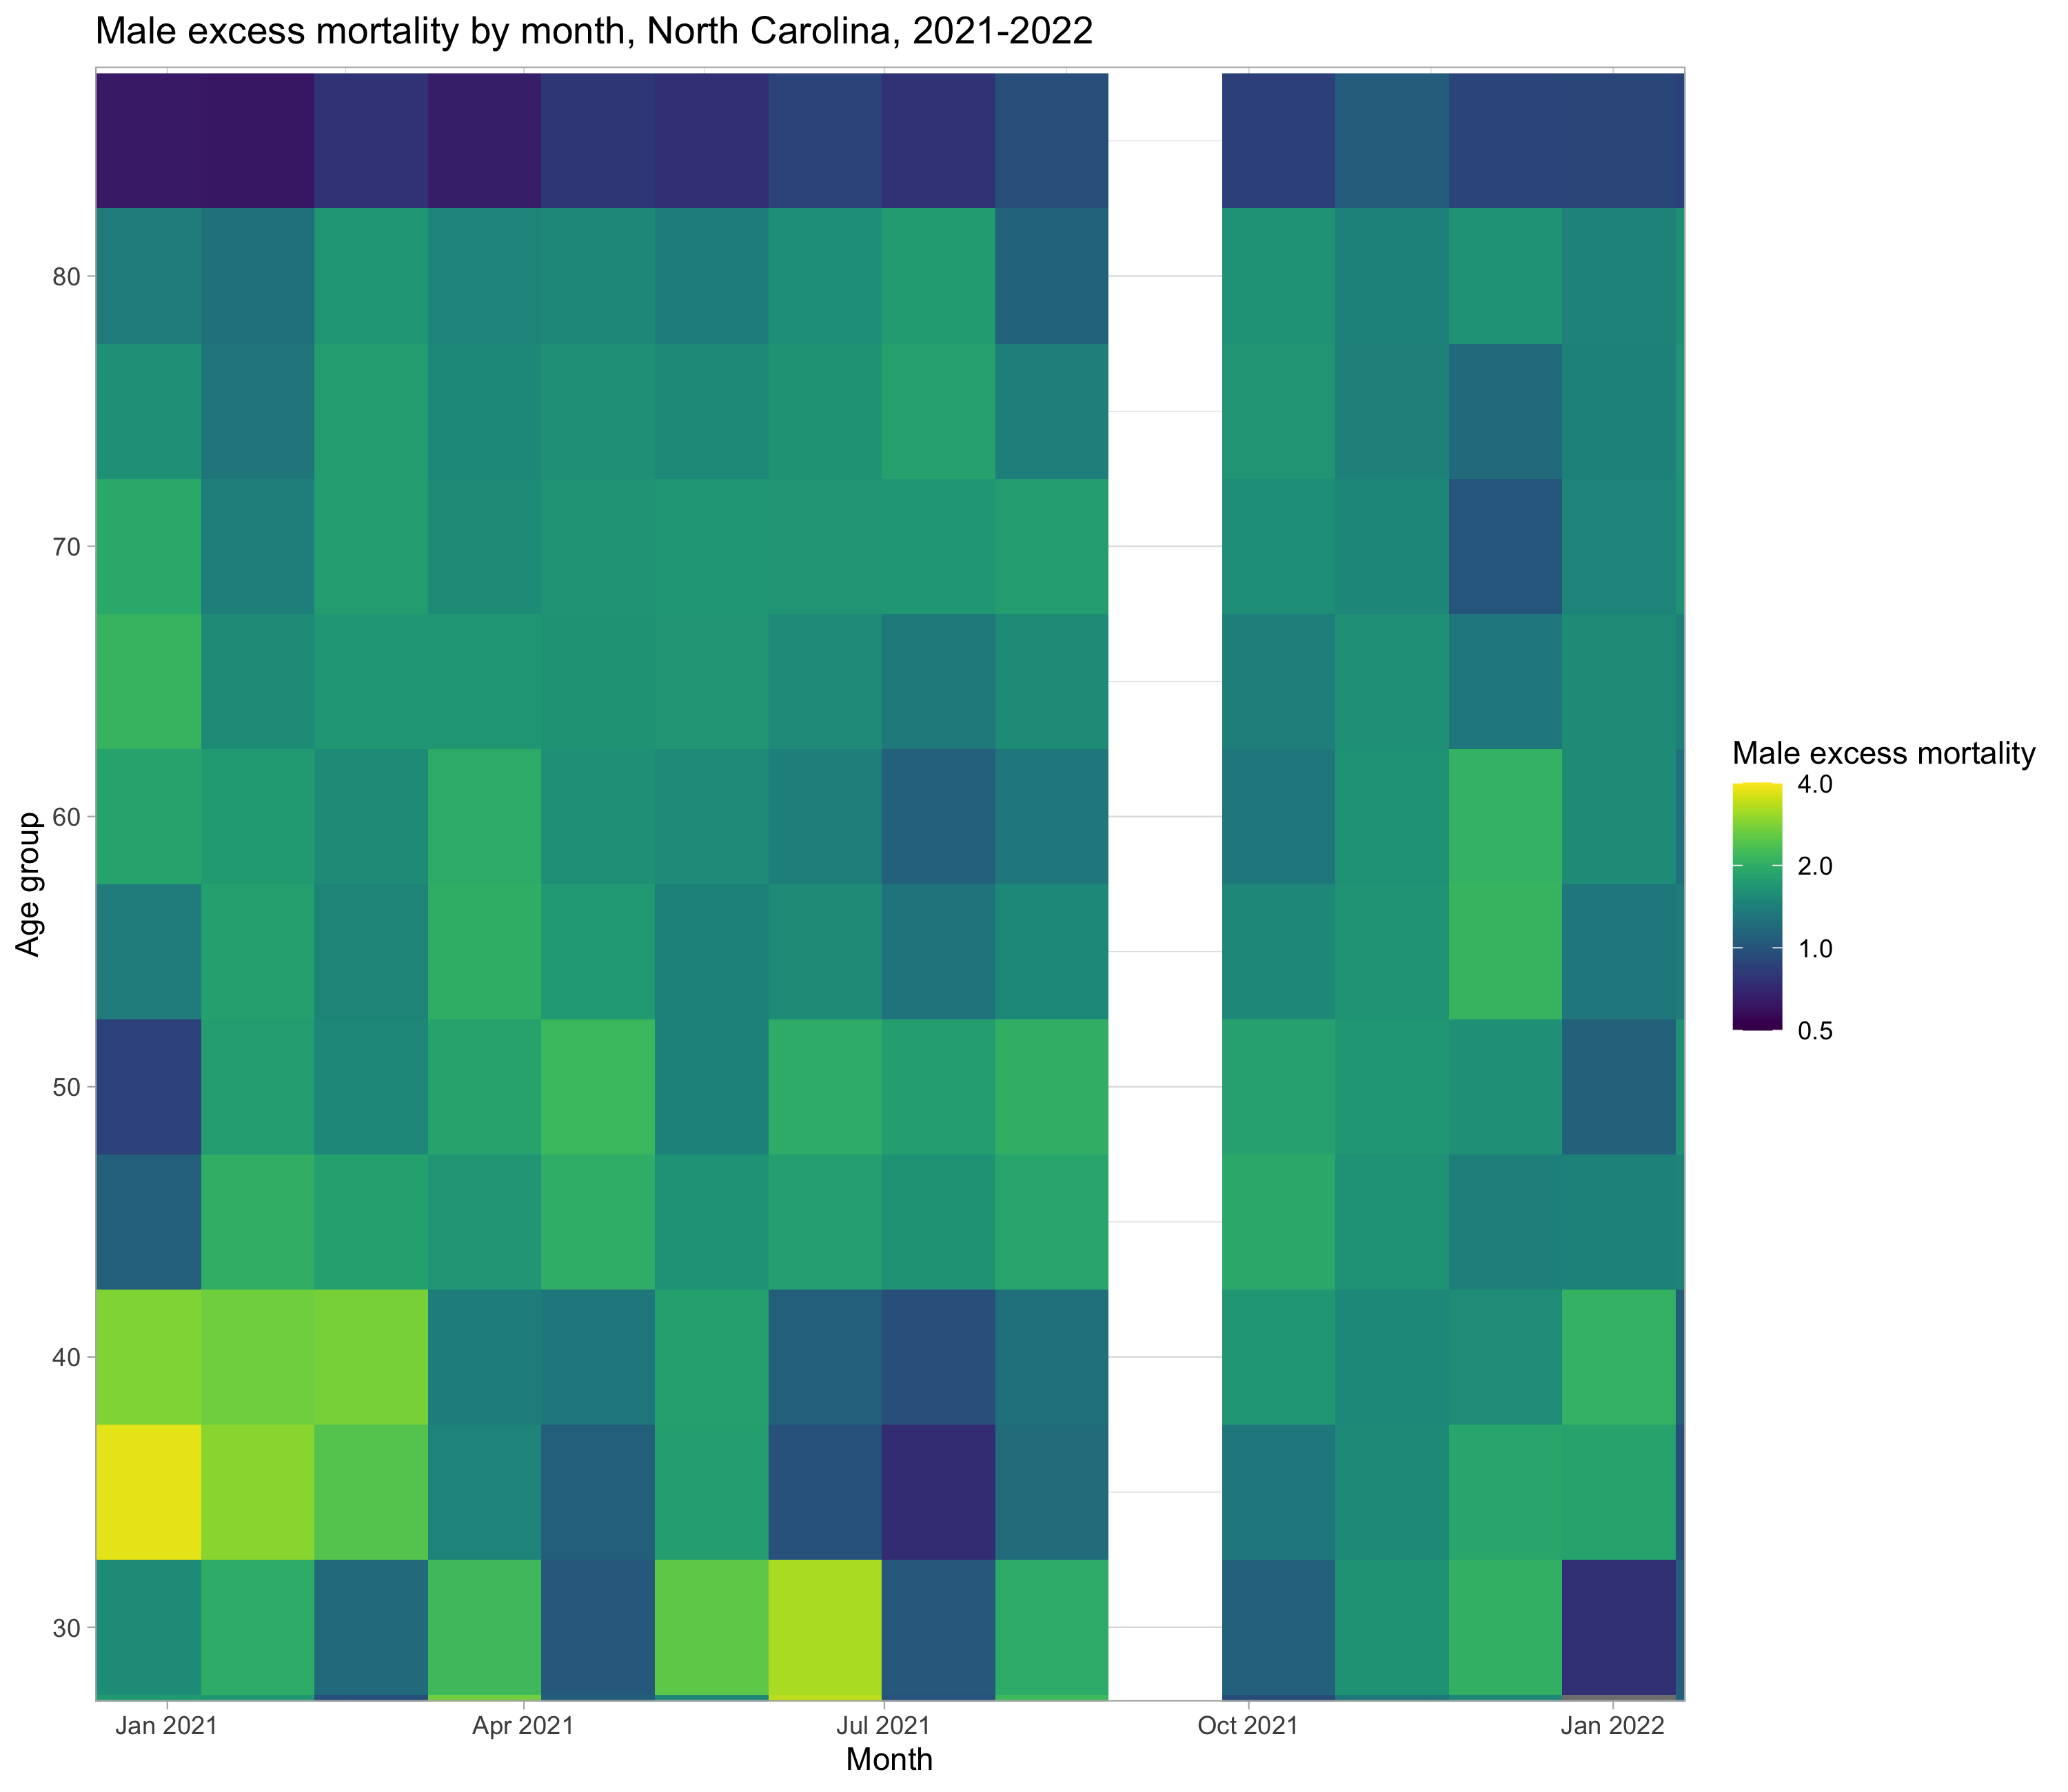 Male excess mortality by month, North Carolina, 2021-2022
80
70
60
50
40
30
Age group
Jan 2021
Apr 2021
Jul 2021
Oct 2021
Jan 2022
Month
Male excess mortality
4.0
2.0
1.0
0.5